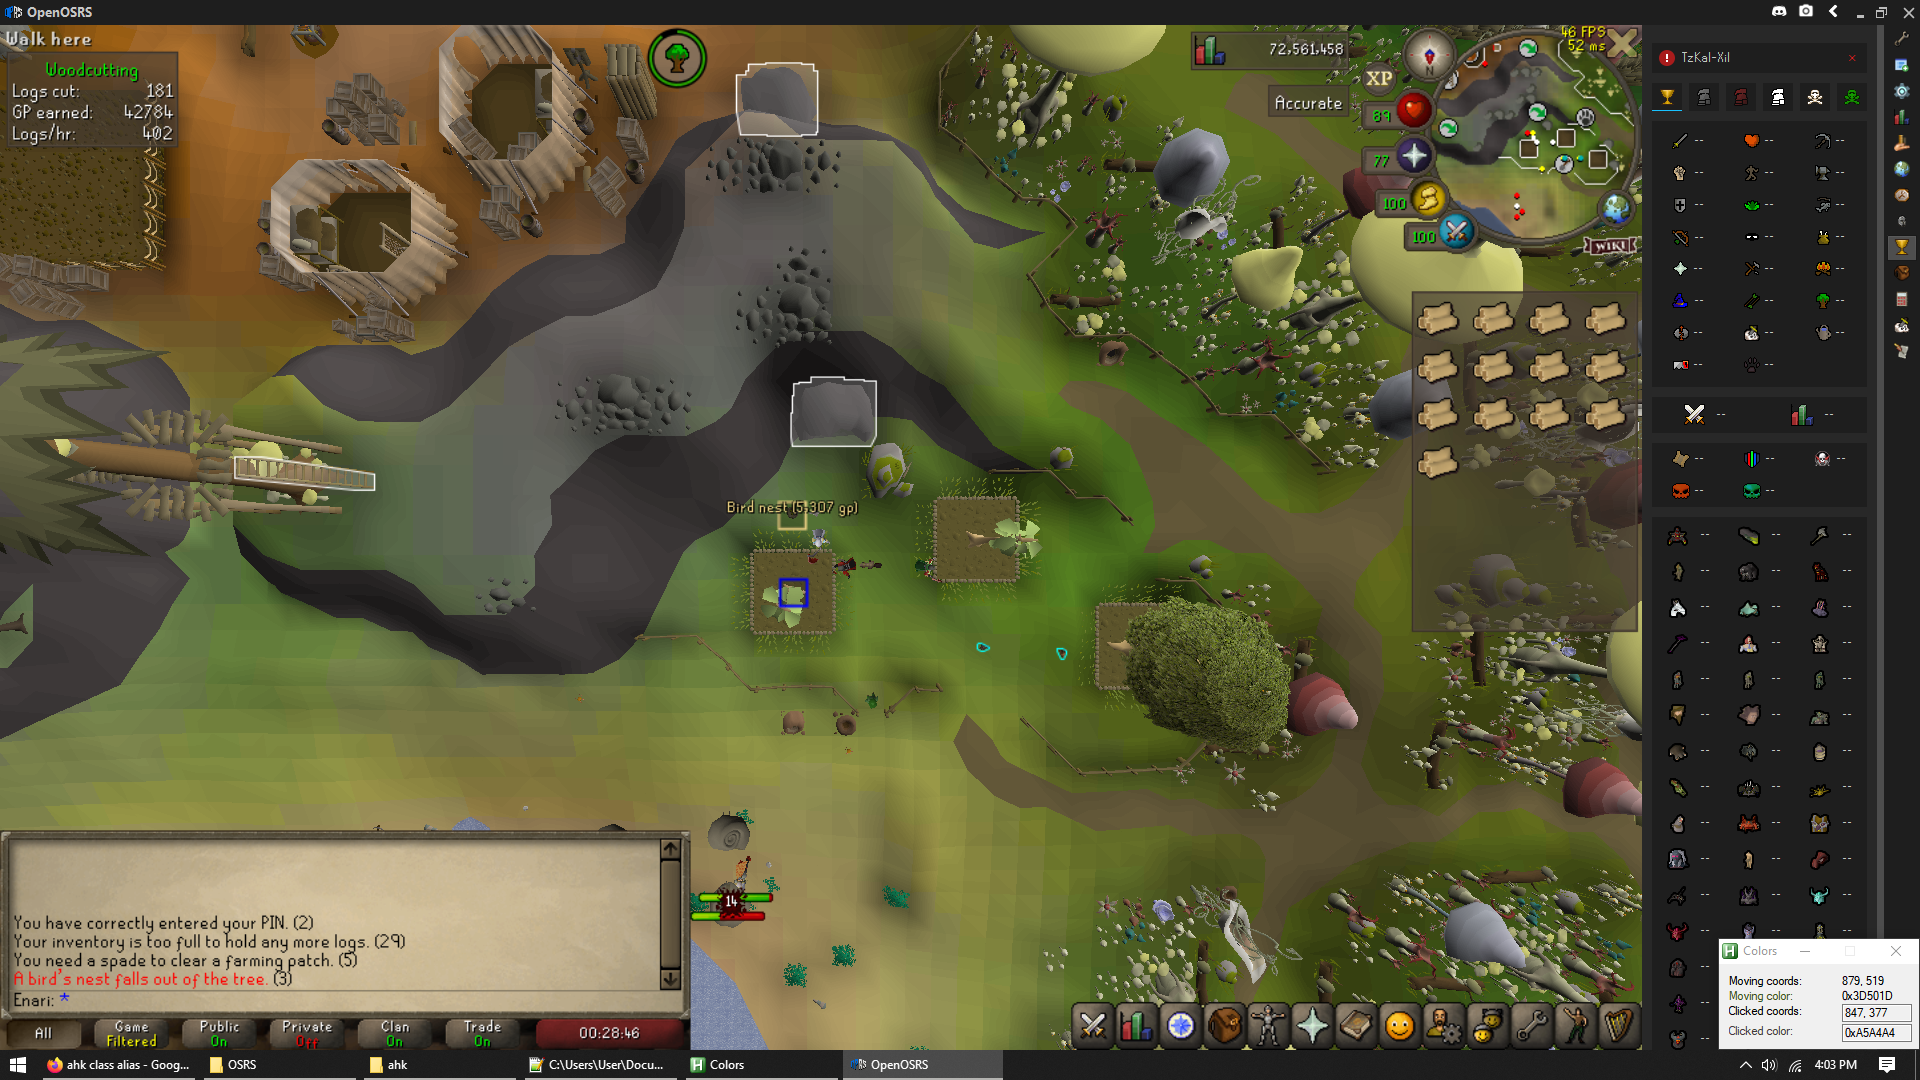 OpenOSRS
Walk here
Woodcutting
Logs cut: 181
GP earned: 42784
Logs/hr: 402
72,561,458
XP
Accurate
46 FPS
52 ms
N
89
77
100
100
WIKI
TzKal-Xil
Bird nest (5,307 gp)
14
You have correctly entered your PIN. (2)
Your inventory is too full to hold any more logs. (29)
You need a spade to clear a farming patch. (5)
A bird's nest falls out of the tree. (3)
Enari: *
All
Game
Filtered
Public
On
Private
Off
Clan
On
Trade
On
00:28:46
Colors
Moving coords: 879, 519
Moving color: 0x3D501D
Clicked coords: 847, 377
Clicked color: 0xA5A4A4
ahk class alias - Goog...
OSRS
ahk
C:\Users\User\Docu...
Colors
OpenOSRS
4:03 PM